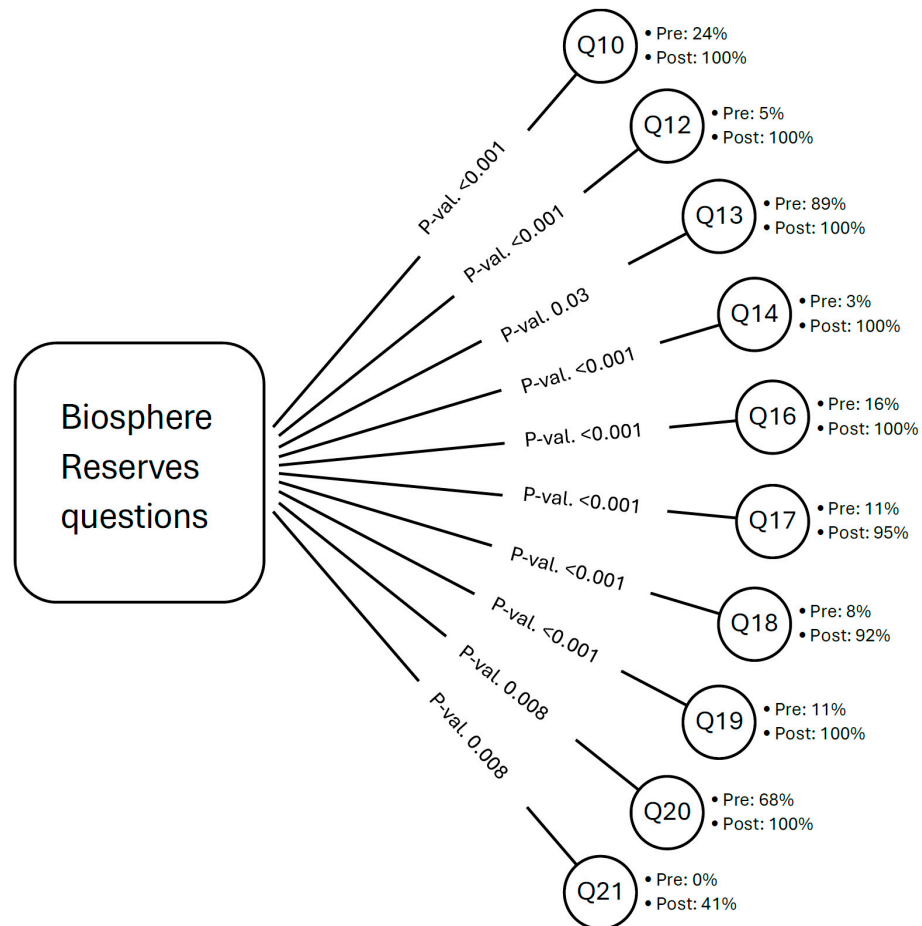 Biosphere
Reserves
questions
P-val. <0.001
Q10
• Pre: 24%
• Post: 100%
P-val. <0.001
Q12
• Pre: 5%
• Post: 100%
P-val. 0.03
Q13
• Pre: 89%
• Post: 100%
P-val. <0.001
Q14
• Pre: 3%
• Post: 100%
P-val. <0.001
Q16
• Pre: 16%
• Post: 100%
P-val. <0.001
Q17
• Pre: 11%
• Post: 95%
P-val. <0.001
Q18
• Pre: 8%
• Post: 92%
P-val. <0.001
Q19
• Pre: 11%
• Post: 100%
P-val. 0.008
Q20
• Pre: 68%
• Post: 100%
P-val. 0.008
Q21
• Pre: 0%
• Post: 41%